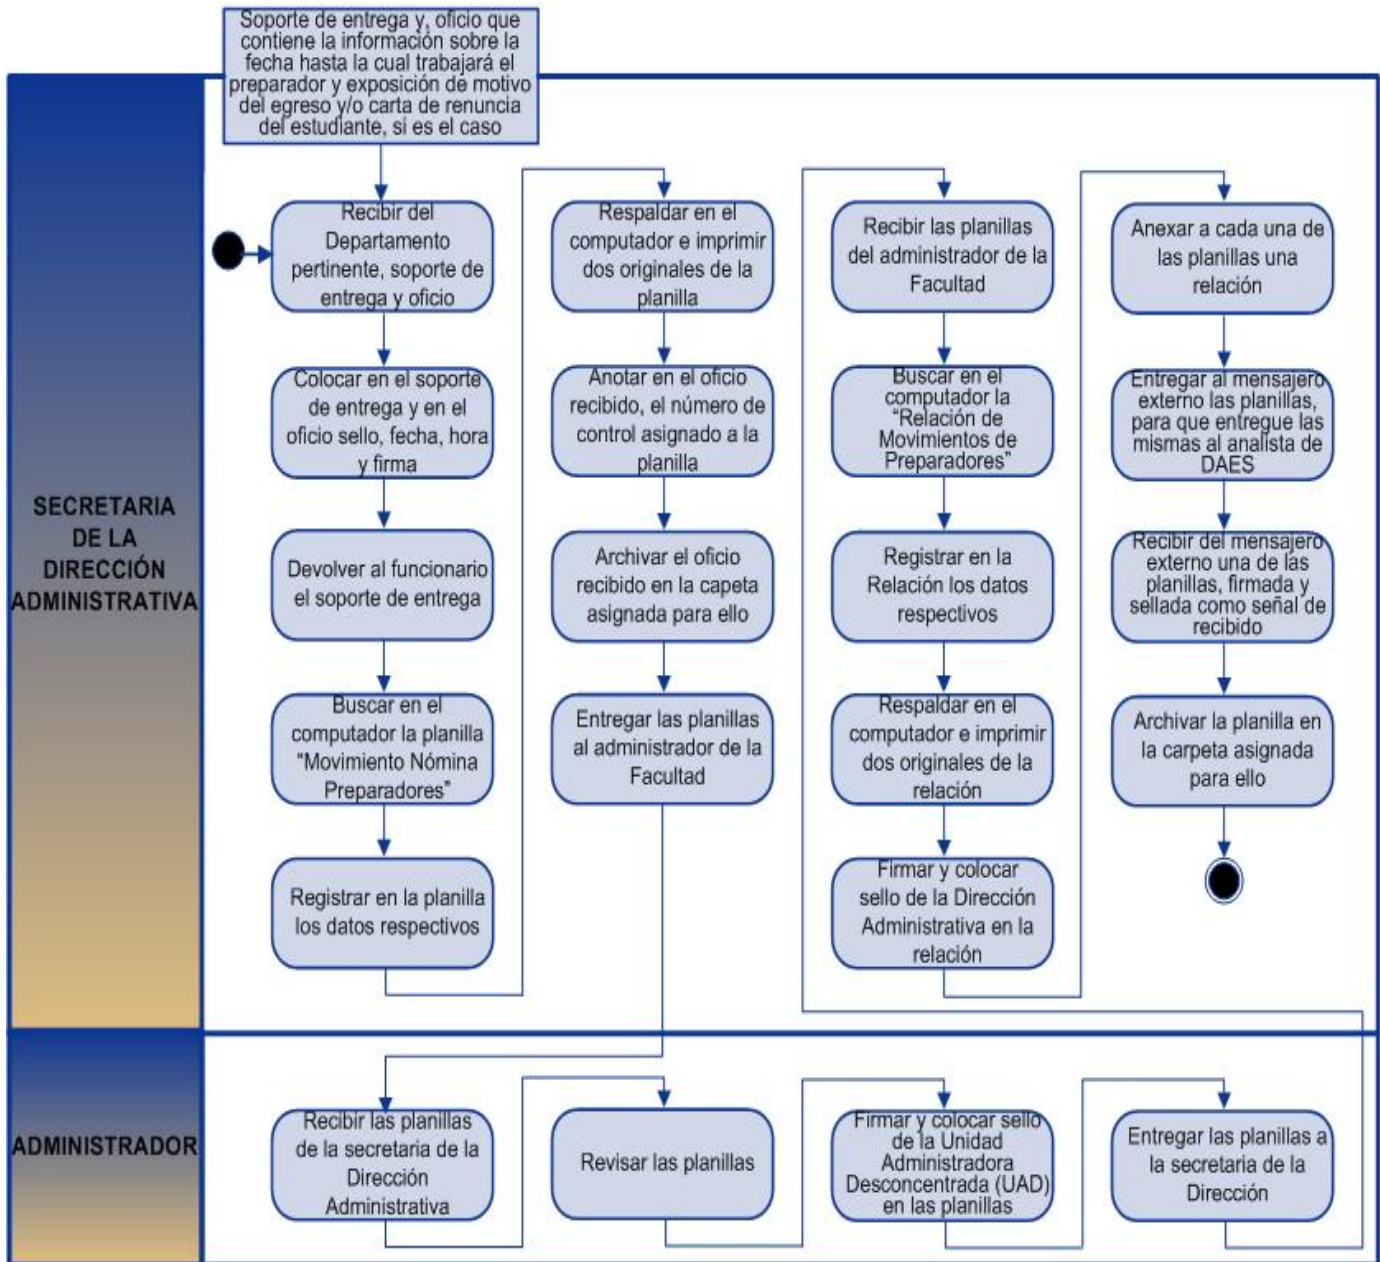 Soporte de entrega y, oficio que
contiene la información sobre la
fecha hasta la cual trabajará el
preparador y exposición de motivo
del egreso y/o carta de renuncia
del estudiante, si es el caso
SECRETARIA
DE LA
DIRECCIÓN
ADMINISTRATIVA
Recibir del
Departamento
pertinente, soporte de
entrega y oficio
Colocar en el soporte
de entrega y en el
oficio sello, fecha, hora
y firma
Devolver al funcionario
el soporte de entrega
Buscar en el
computador la planilla
“Movimiento Nómina
Preparadores”
Registrar en la planilla
los datos respectivos
Respaldar en el
computador e imprimir
dos originales de la
planilla
Anotar en el oficio
recibido, el número de
control asignado a la
planilla
Archivar el oficio
recibido en la capeta
asignada para ello
Entregar las planillas
al administrador de la
Facultad
Recibir las planillas
del administrador de la
Facultad
Buscar en el
computador la
“Relación de
Movimientos de
Preparadores”
Registrar en la
Relación los datos
respectivos
Respaldar en el
computador e imprimir
dos originales de la
relación
Firmar y colocar
sello de la Dirección
Administrativa en la
relación
Anexar a cada una de
las planillas una
relación
Entregar al mensajero
externo las planillas,
para que entregue las
mismas al analista de
DAES
Recibir del mensajero
externo una de las
planillas, firmada y
sellada como señal de
recibido
Archivar la planilla en
la carpeta asignada
para ello
ADMINISTRADOR
Recibir las planillas
de la secretaria de la
Dirección
Administrativa
Revisar las planillas
Firmar y colocar sello
de la Unidad
Administradora
Desconcentrada (UAD)
en las planillas
Entregar las planillas a
la secretaria de la
Dirección